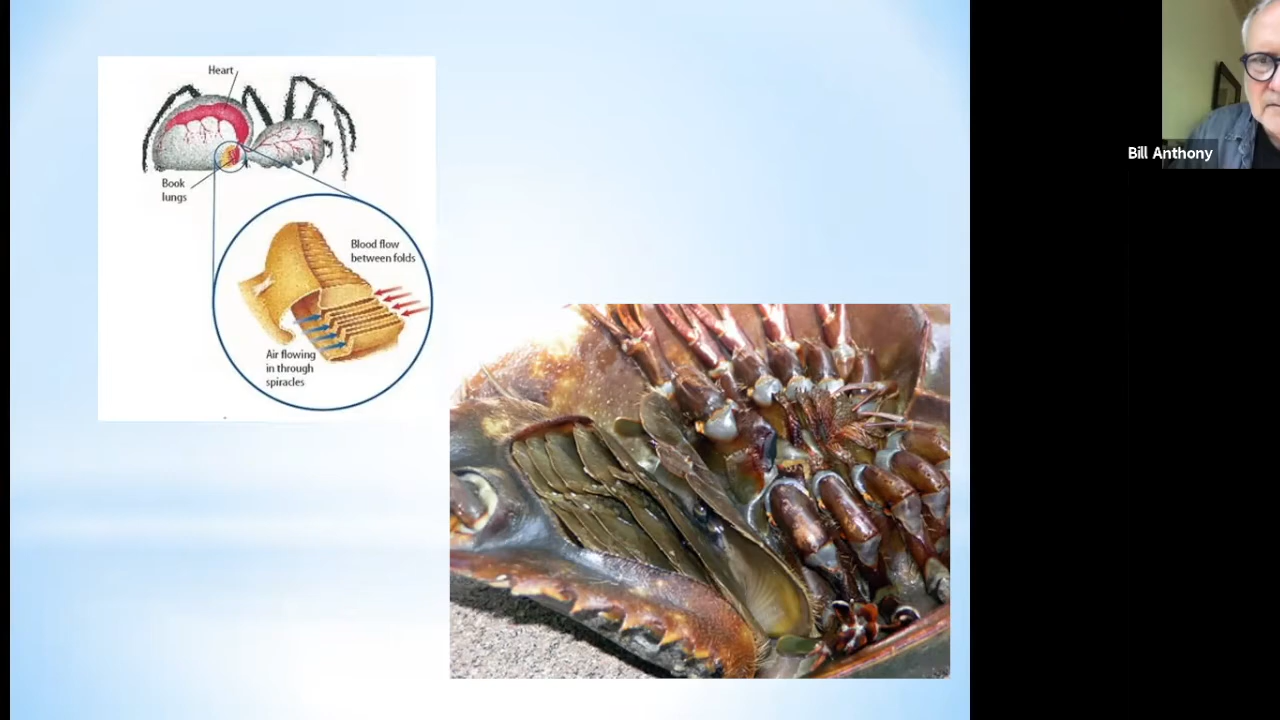 Heart
Book
lungs
Blood flow
between folds
Air flowing
in through
spiracles
Bill Anthony